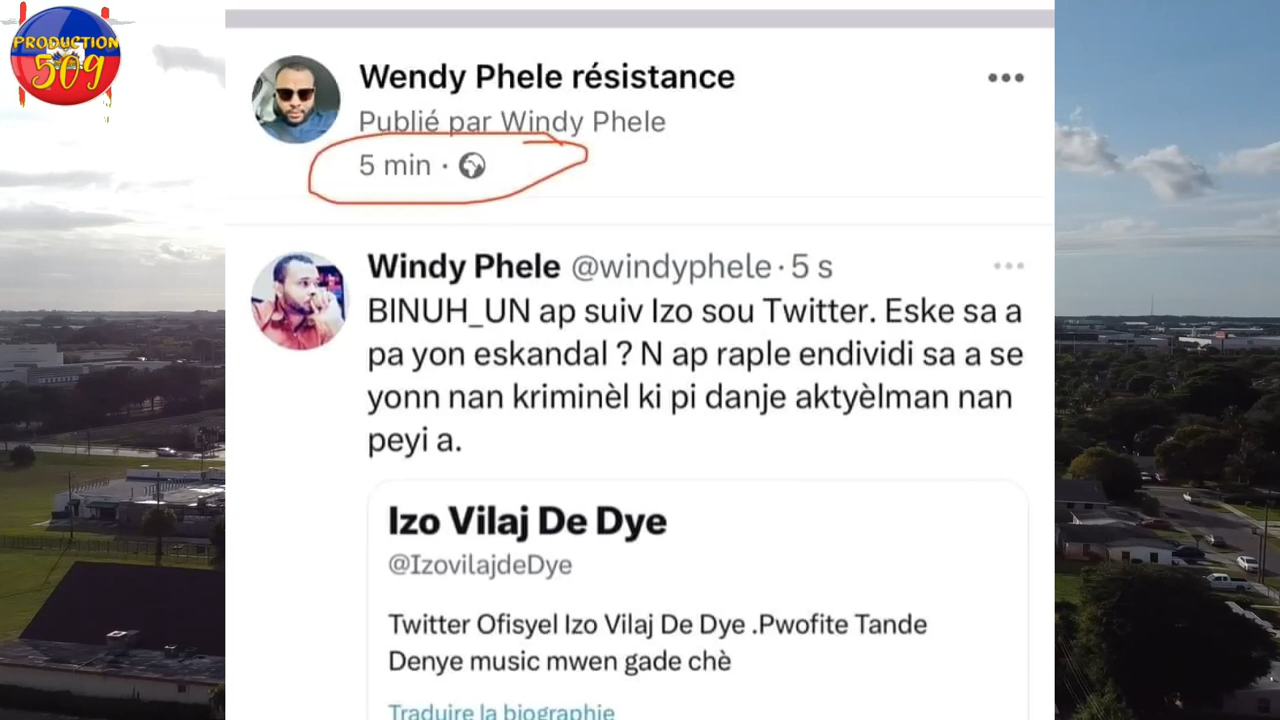 PRODUCTION
509
Wendy Phele résistance
Publié par Windy Phele
5 min ·
Windy Phele @windyphele · 5 s
BINUH_UN ap suiv Izo sou Twitter. Eske sa a
pa yon eskandal ? N ap raple endividi sa a se
yonn nan kriminèl ki pi danje aktyèlman nan
peyi a.
Izo Vilaj De Dye
@IzovilajdeDye
Twitter Ofisyel Izo Vilaj De Dye .Pwofite Tande
Denye music mwen gade chè
Traduire la biographie